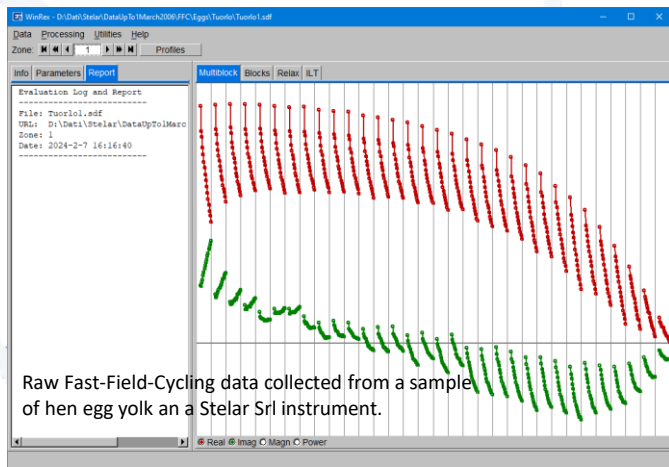 WinRex - D:\Dati\Stelar\DataUpTo1March2006\FFC\Eggs\Tuorlo\Tuorlo1.sdf
Data Processing Utilities Help
Zone: 1 Profiles
Info Parameters Report Multiblock Blocks Relax ILT
Evaluation Log and Report
-------------------------
File: Tuorlo1.sdf
URL: D:\Dati\Stelar\DataUpTo1Marc
Zone: 1
Date: 2024-2-7 16:16:40
-------------------------
Raw Fast-Field-Cycling data collected from a sample
of hen egg yolk an a Stelar Srl instrument.
Real Imag Magn Power